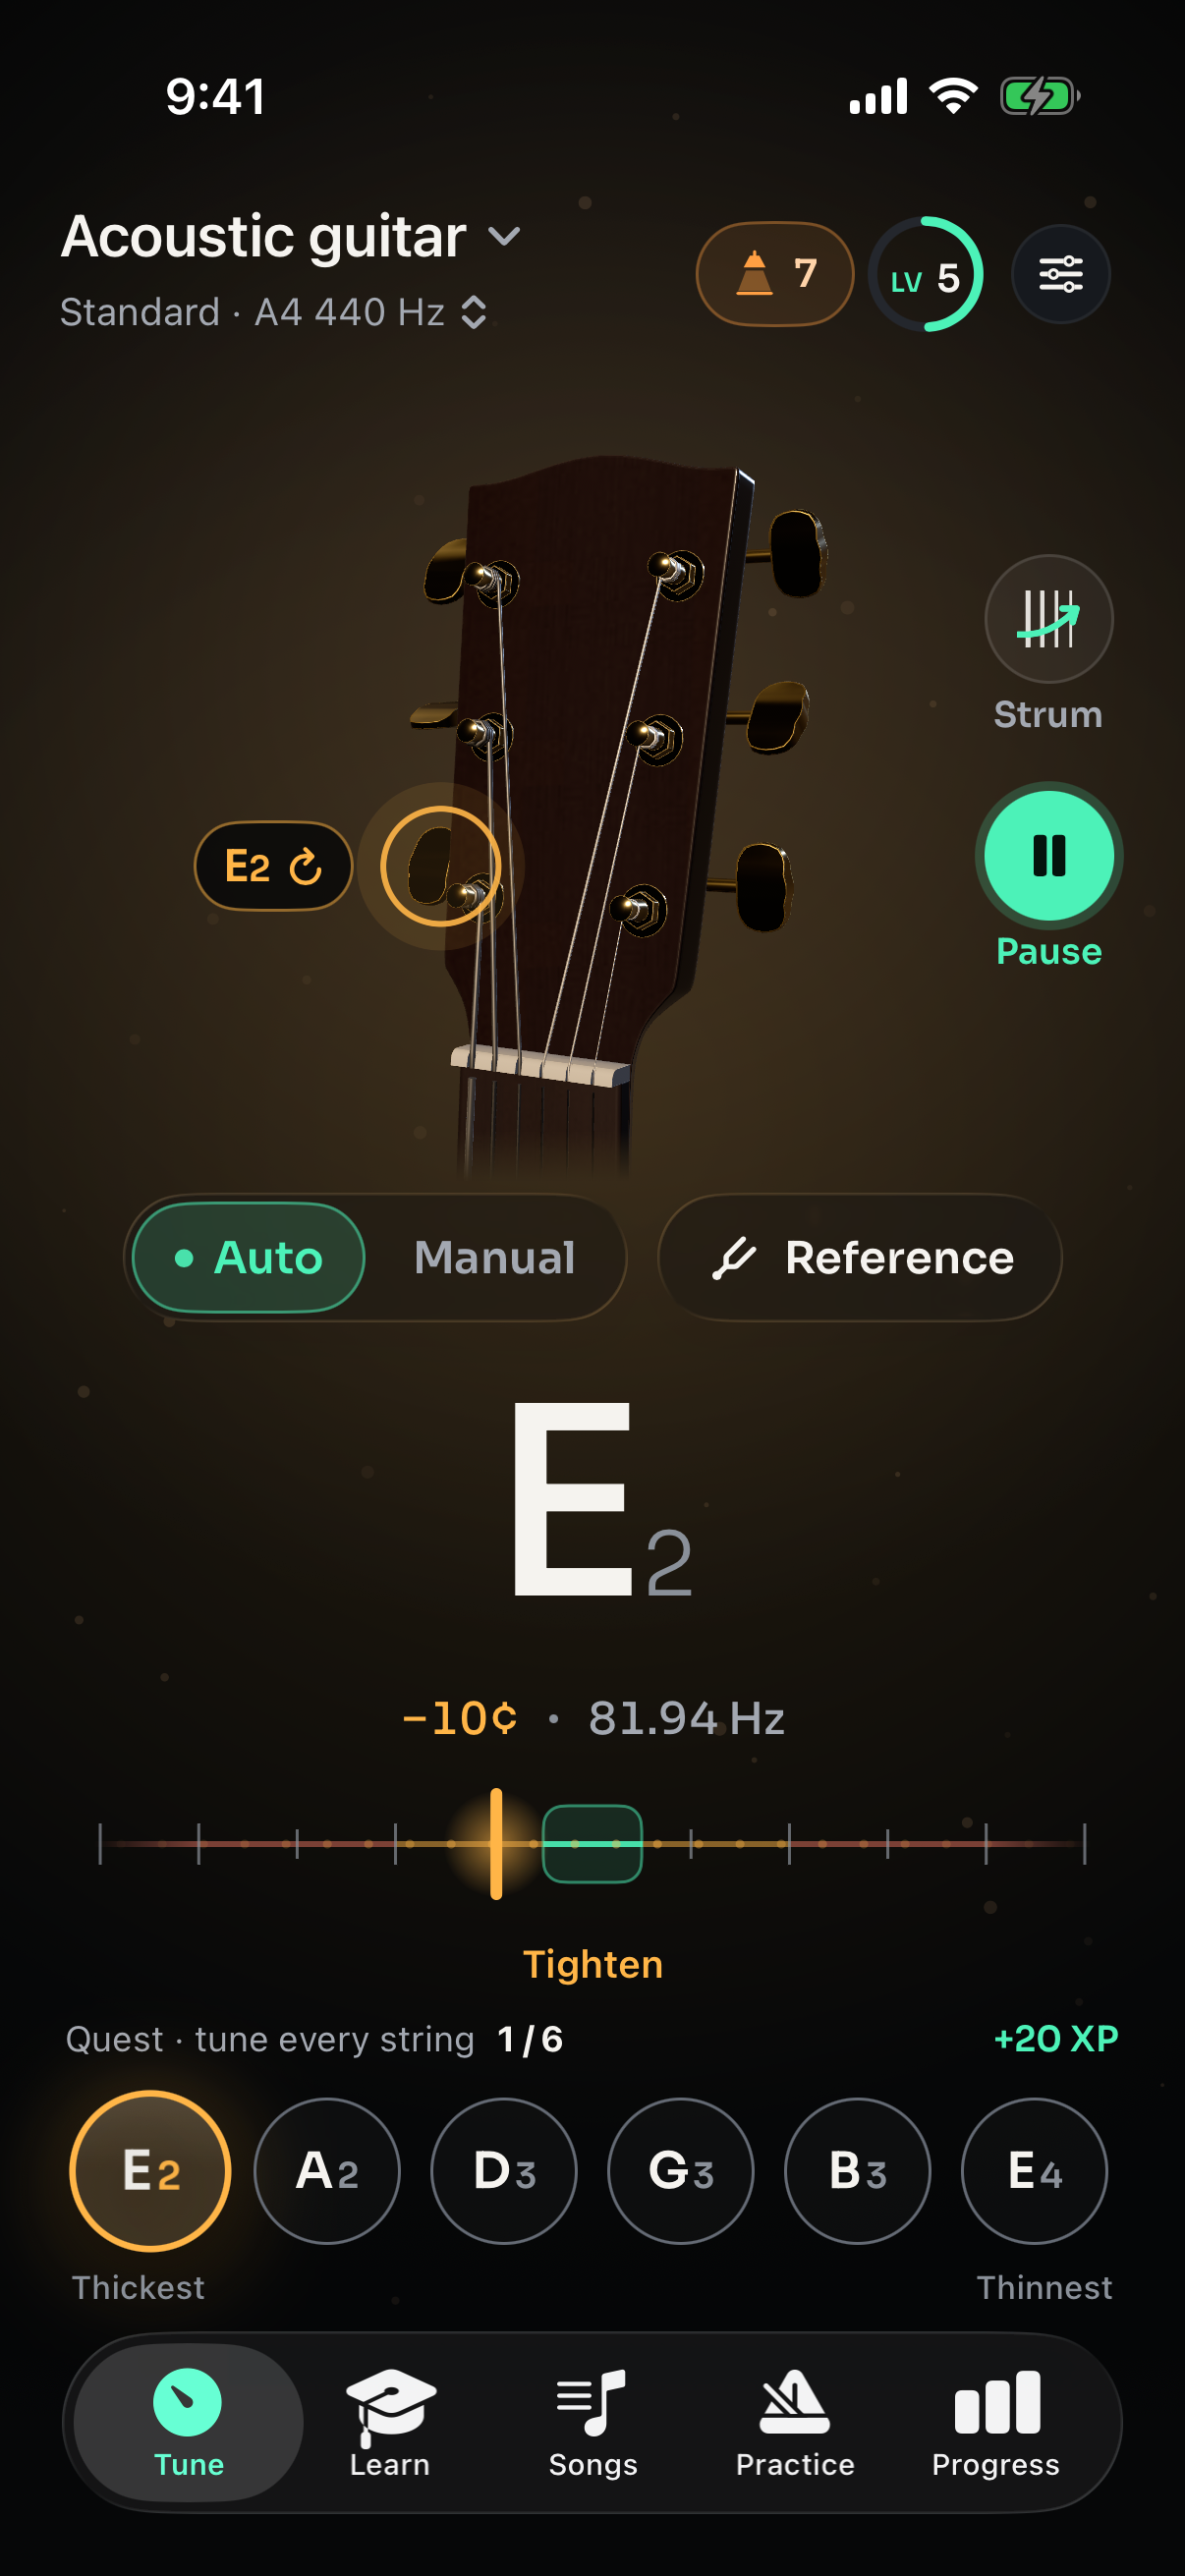 9:41
Acoustic guitar
Standard · A4 440 Hz
7
LV 5
Strum
E2
Pause
Auto
Manual
Reference
E2
−10¢ · 81.94 Hz
Tighten
Quest · tune every string 1/6
+20 XP
E2
A2
D3
G3
B3
E4
Thickest
Thinnest
Tune
Learn
Songs
Practice
Progress